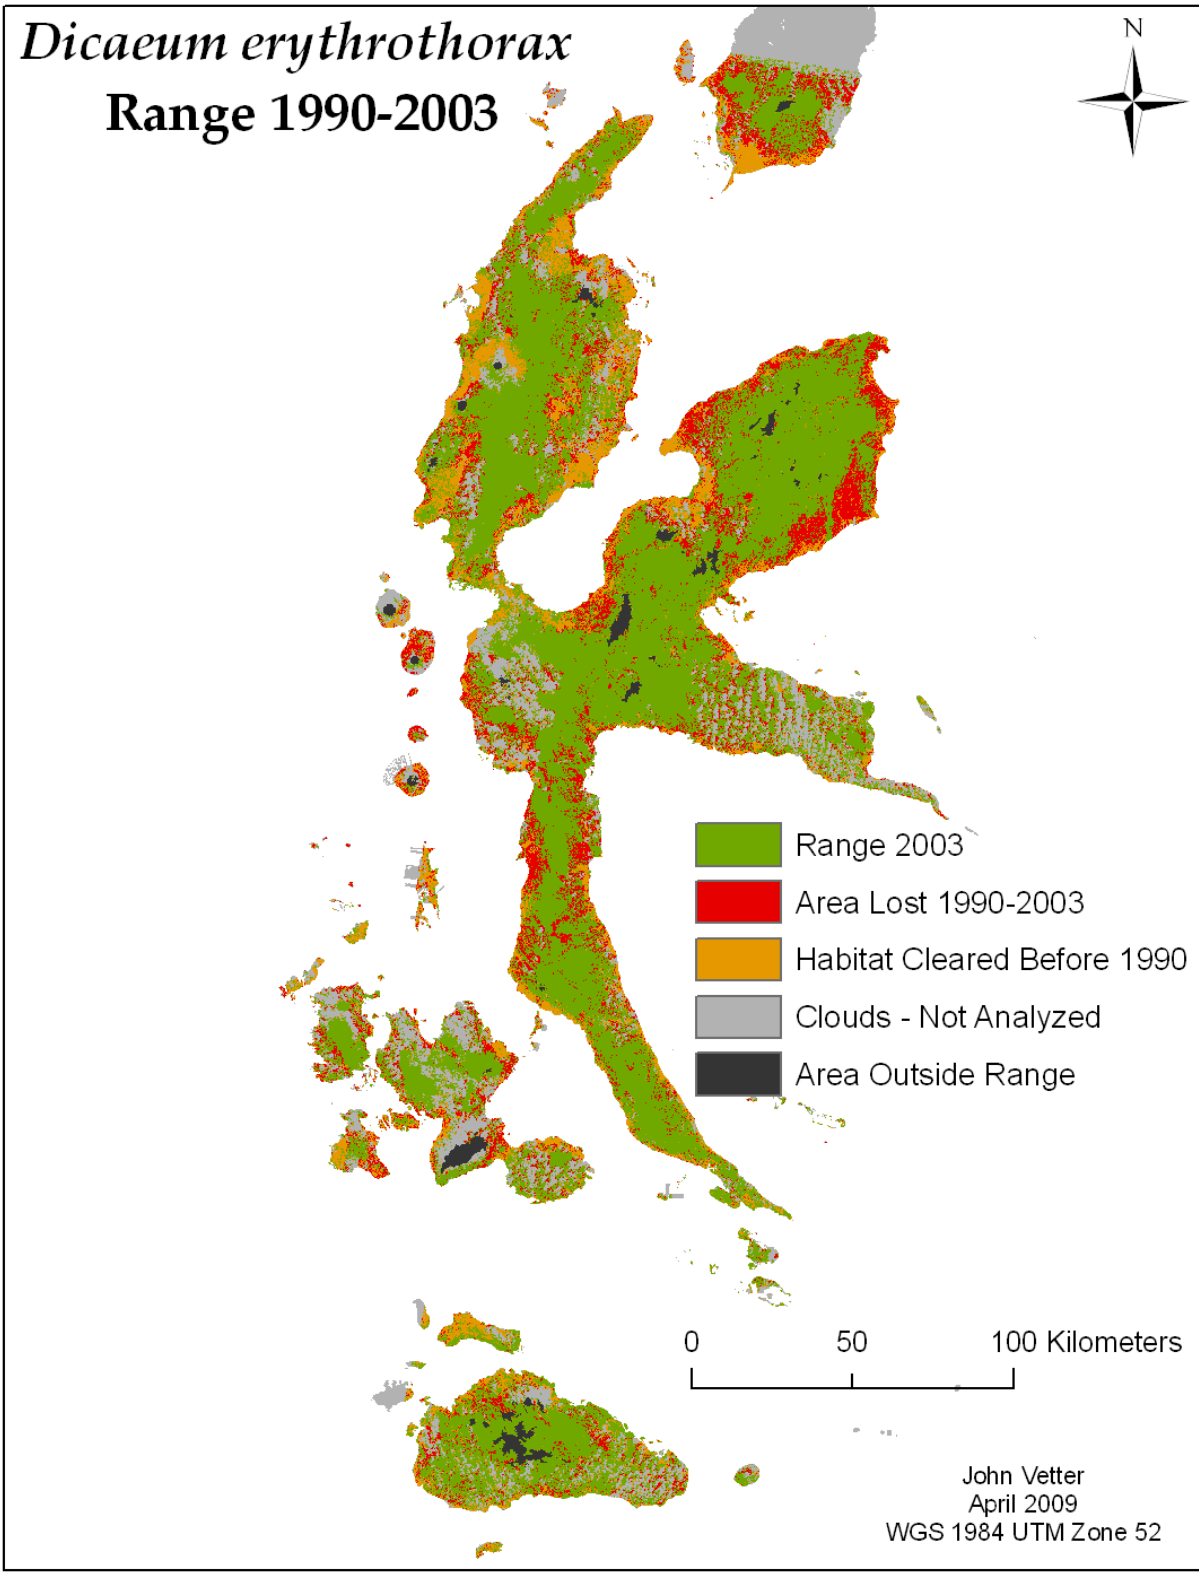 Dicaeum erythrothorax
Range 1990-2003
N
Range 2003
Area Lost 1990-2003
Habitat Cleared Before 1990
Clouds - Not Analyzed
Area Outside Range
0 50 100 Kilometers
John Vetter
April 2009
WGS 1984 UTM Zone 52